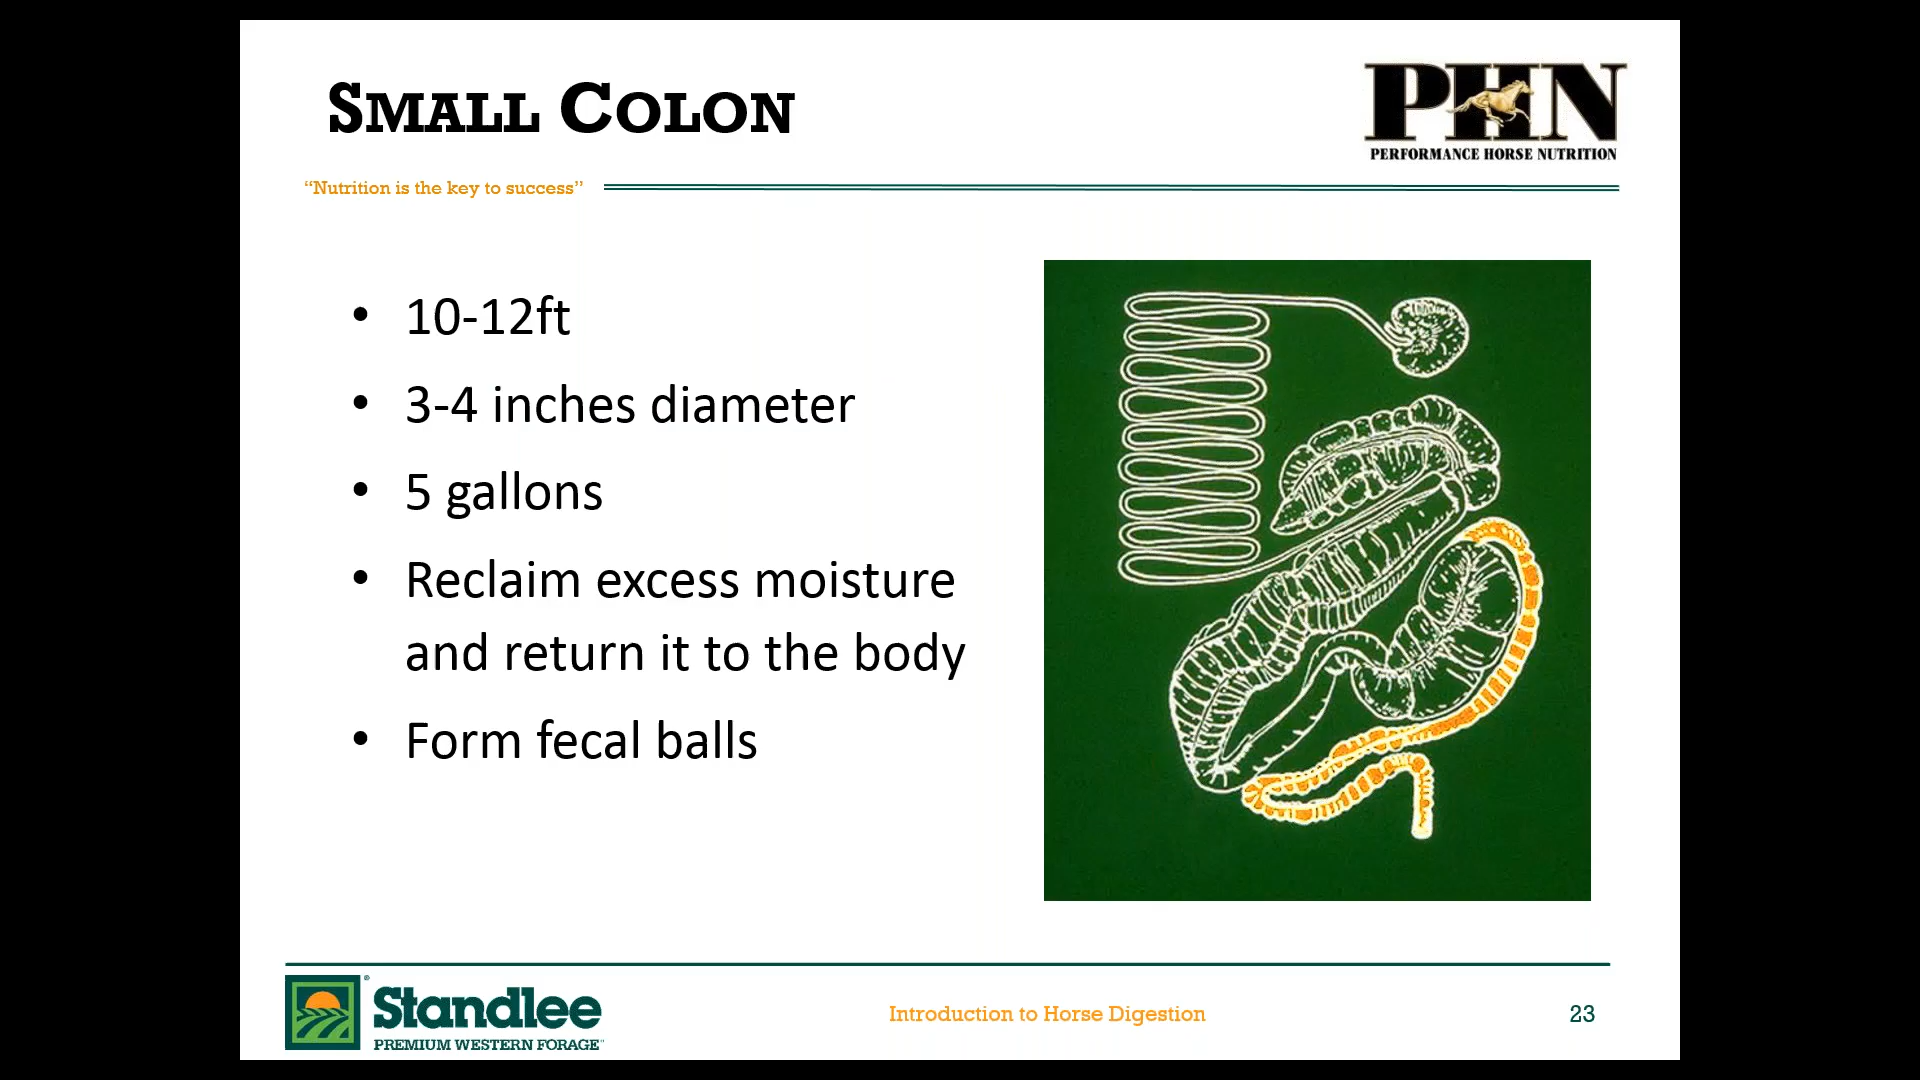 SMALL COLON
PHN
PERFORMANCE HORSE NUTRITION
“Nutrition is the key to success”
• 10-12ft
• 3-4 inches diameter
• 5 gallons
• Reclaim excess moisture
and return it to the body
• Form fecal balls
Standlee®
PREMIUM WESTERN FORAGE™
Introduction to Horse Digestion
23